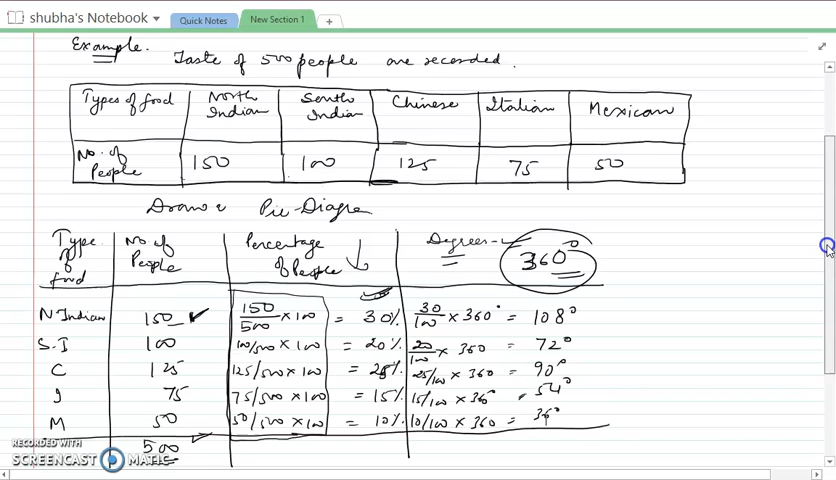 shubha's Notebook
Quick Notes
New Section 1
Example.
Taste of 500 people are recorded.
Types of food | North Indian | South Indian | Chinese | Italian | Mexican
No. of People | 150 | 100 | 125 | 75 | 50
Draw a Pie-Diagram
Type of food | No of People | Percentage of People | Degrees 360°
N Indian 150 150/500 × 100 = 30% 30/100 × 360° = 108°
S.I 100 100/500 × 100 = 20% 20/100 × 360 = 72°
C 125 125/500 × 100 = 25% 25/100 × 360 = 90°
I 75 75/500 × 100 = 15% 15/100 × 360 = 54°
M 50 50/500 × 100 = 10% 10/100 × 360 = 36°
500
RECORDED WITH
SCREENCAST MATIC